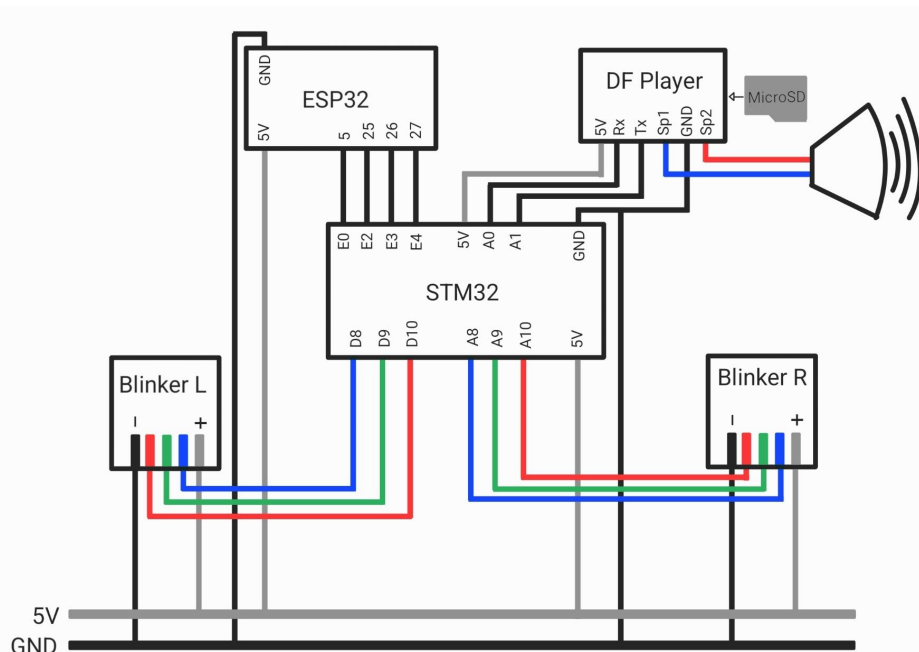 GND
ESP32
5V 5 25 26 27
DF Player
MicroSD
5V Rx Tx Sp1 GND Sp2
E0 E2 E3 E4 5V A0 A1 GND
STM32
D8 D9 D10 A8 A9 A10 5V
Blinker L
− +
Blinker R
− +
5V
GND